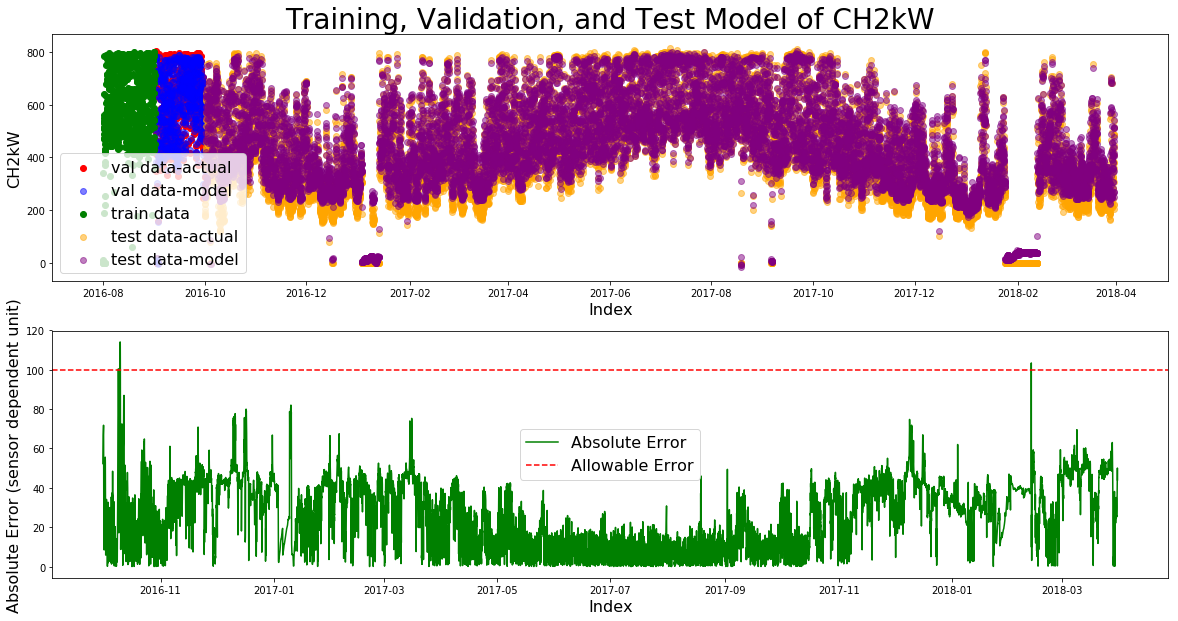 Training, Validation, and Test Model of CH2kW
CH2kW
800
600
400
200
0
val data-actual
val data-model
train data
test data-actual
test data-model
2016-08 2016-10 2016-12 2017-02 2017-04 2017-06 2017-08 2017-10 2017-12 2018-02 2018-04
Index
Absolute Error (sensor dependent unit)
120
100
80
60
40
20
0
Absolute Error
Allowable Error
2016-11 2017-01 2017-03 2017-05 2017-07 2017-09 2017-11 2018-01 2018-03
Index